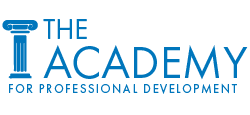 THE
ACADEMY
FOR PROFESSIONAL DEVELOPMENT